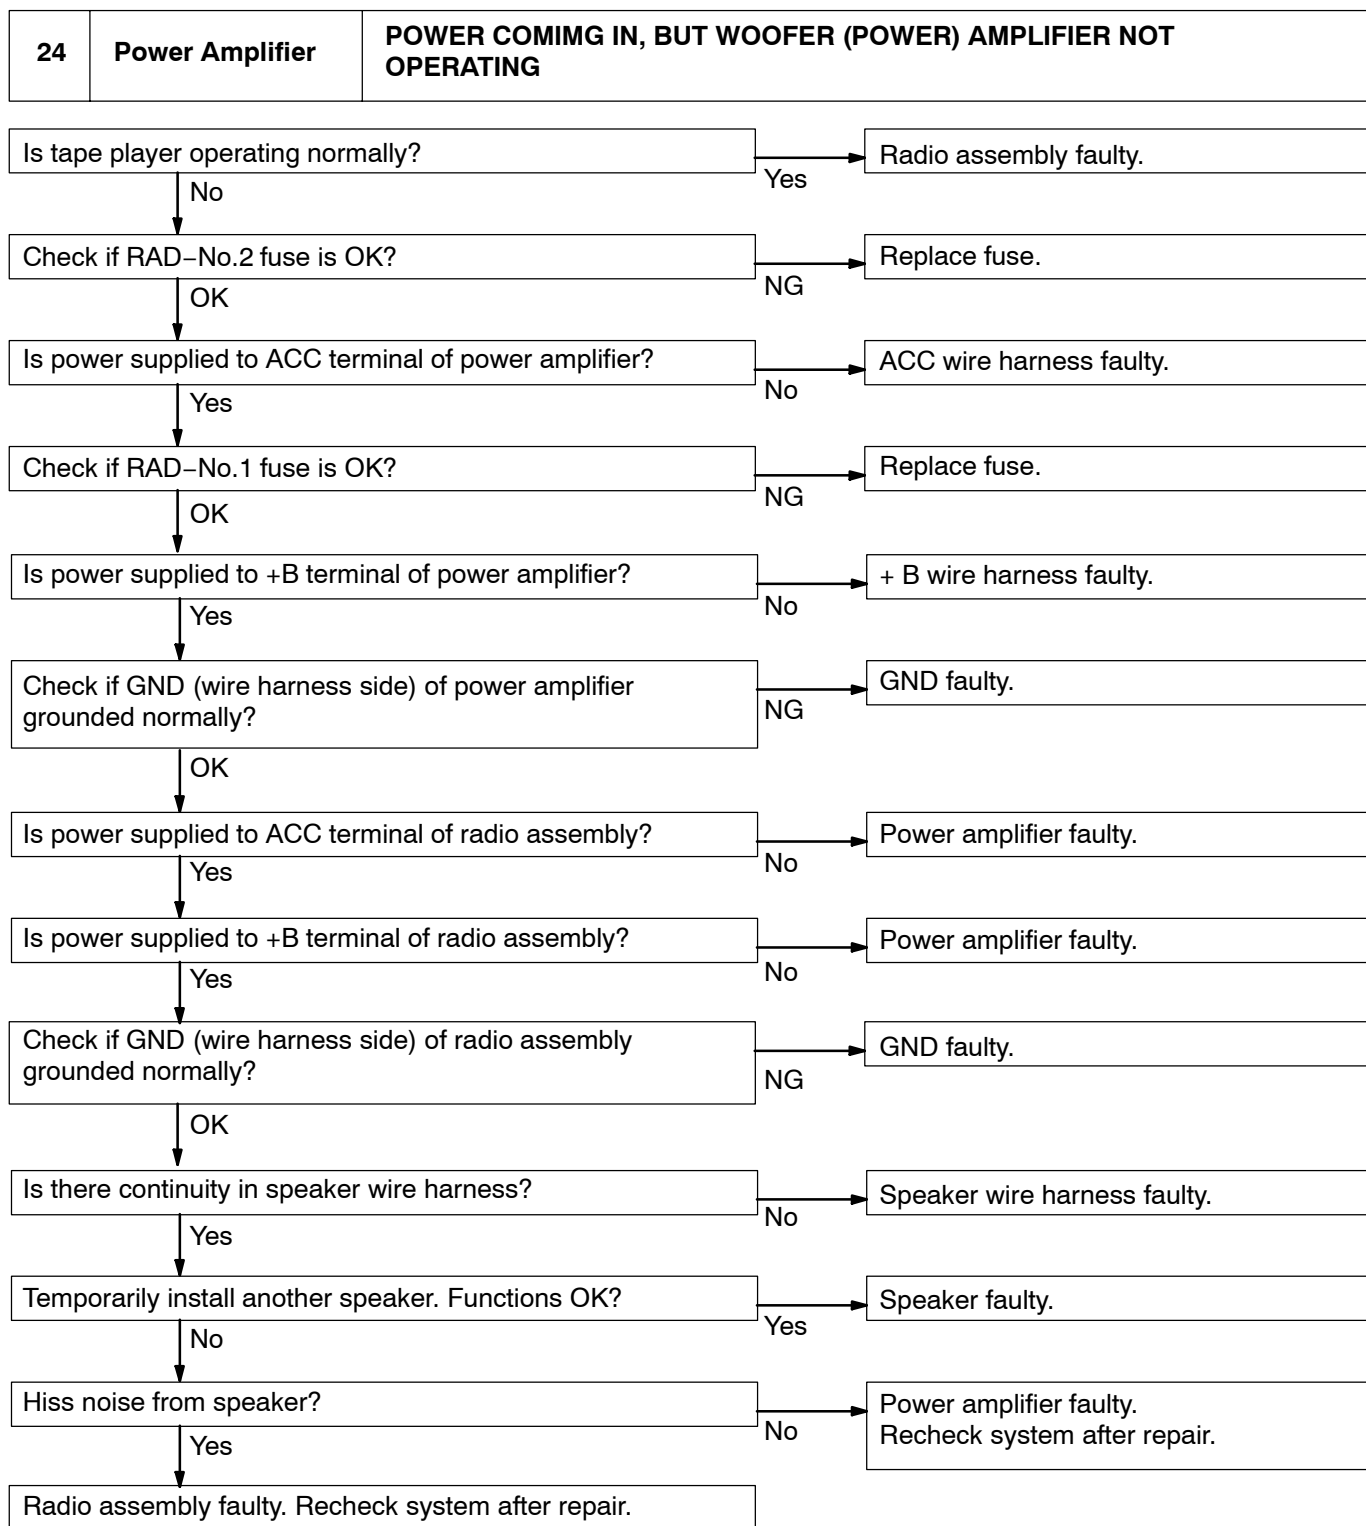 24
Power Amplifier
POWER COMIMG IN, BUT WOOFER (POWER) AMPLIFIER NOT
OPERATING
Is tape player operating normally?
Yes
Radio assembly faulty.
No
Check if RAD–No.2 fuse is OK?
NG
Replace fuse.
OK
Is power supplied to ACC terminal of power amplifier?
No
ACC wire harness faulty.
Yes
Check if RAD–No.1 fuse is OK?
NG
Replace fuse.
OK
Is power supplied to +B terminal of power amplifier?
No
+ B wire harness faulty.
Yes
Check if GND (wire harness side) of power amplifier
grounded normally?
NG
GND faulty.
OK
Is power supplied to ACC terminal of radio assembly?
No
Power amplifier faulty.
Yes
Is power supplied to +B terminal of radio assembly?
No
Power amplifier faulty.
Yes
Check if GND (wire harness side) of radio assembly
grounded normally?
NG
GND faulty.
OK
Is there continuity in speaker wire harness?
No
Speaker wire harness faulty.
Yes
Temporarily install another speaker. Functions OK?
Yes
Speaker faulty.
No
Hiss noise from speaker?
No
Power amplifier faulty.
Recheck system after repair.
Yes
Radio assembly faulty. Recheck system after repair.